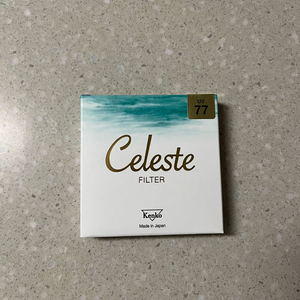 UV
77
Celeste
FILTER
Kenko
Made in Japan